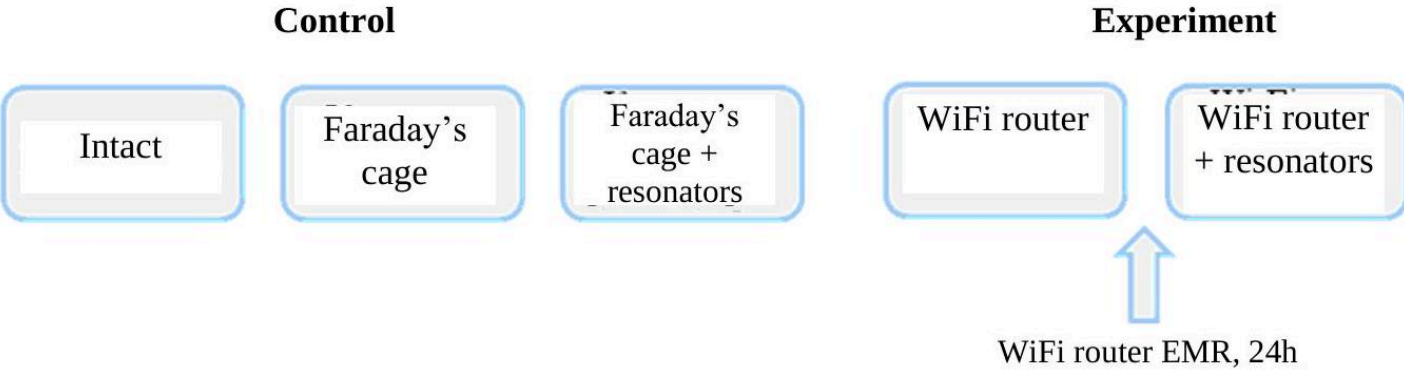 Control
Experiment
Intact
Faraday's
cage
Faraday's
cage +
resonators
WiFi router
WiFi router
+ resonators
WiFi router EMR, 24h